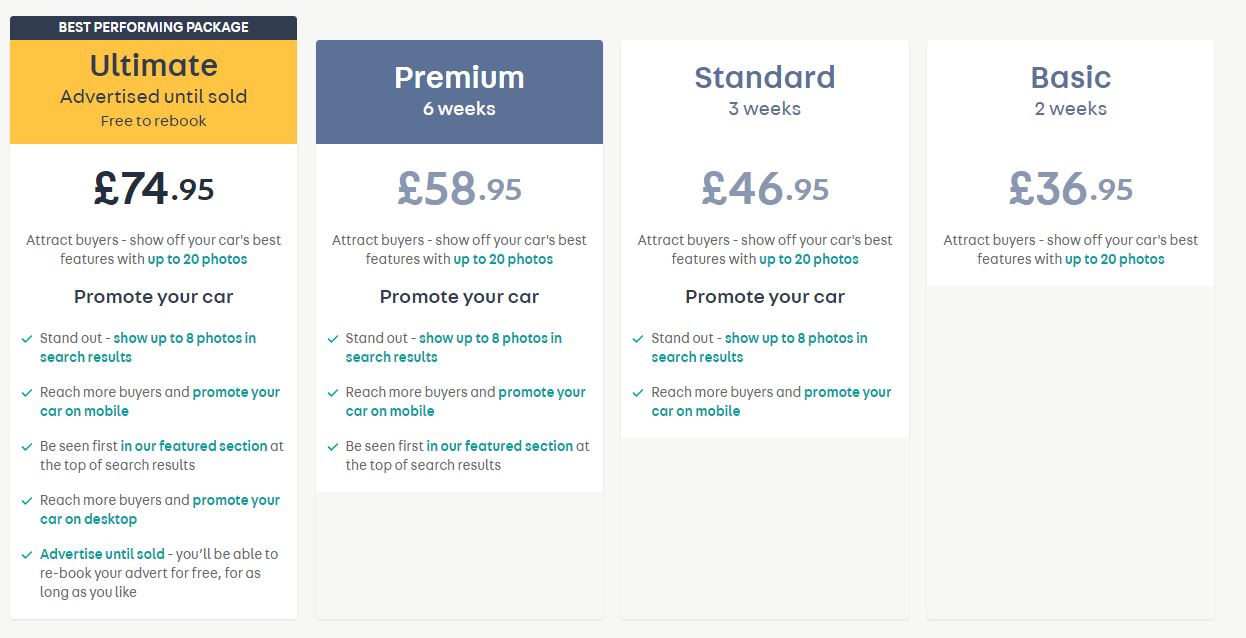 BEST PERFORMING PACKAGE
Ultimate
Advertised until sold
Free to rebook
£74.95
Attract buyers - show off your car's best
features with up to 20 photos
Promote your car
Stand out - show up to 8 photos in
search results
Reach more buyers and promote your
car on mobile
Be seen first in our featured section at
the top of search results
Reach more buyers and promote your
car on desktop
Advertise until sold - you’ll be able to
re-book your advert for free, for as
long as you like
Premium
6 weeks
£58.95
Attract buyers - show off your car's best
features with up to 20 photos
Promote your car
Stand out - show up to 8 photos in
search results
Reach more buyers and promote your
car on mobile
Be seen first in our featured section at
the top of search results
Standard
3 weeks
£46.95
Attract buyers - show off your car's best
features with up to 20 photos
Promote your car
Stand out - show up to 8 photos in
search results
Reach more buyers and promote your
car on mobile
Basic
2 weeks
£36.95
Attract buyers - show off your car's best
features with up to 20 photos